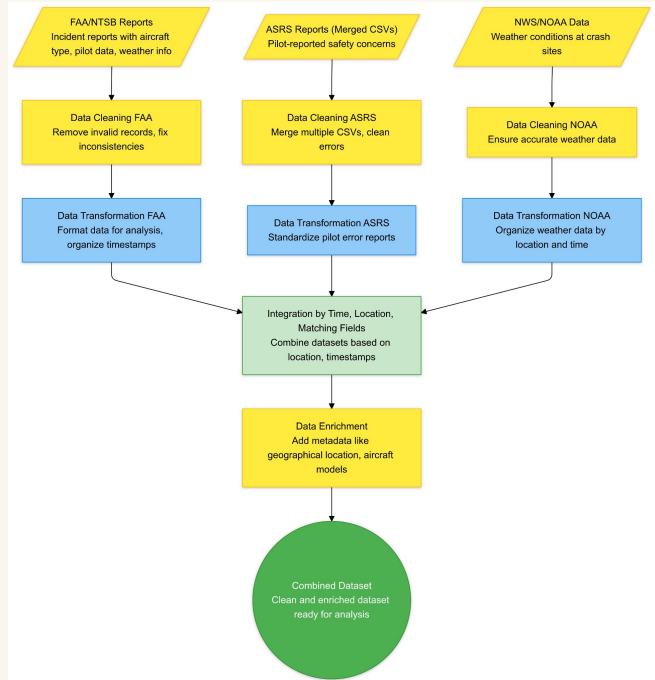 FAA/NTSB Reports
Incident reports with aircraft
type, pilot data, weather info
ASRS Reports (Merged CSVs)
Pilot-reported safety concerns
NWS/NOAA Data
Weather conditions at crash
sites
Data Cleaning FAA
Remove invalid records, fix
inconsistencies
Data Cleaning ASRS
Merge multiple CSVs, clean
errors
Data Cleaning NOAA
Ensure accurate weather data
Data Transformation FAA
Format data for analysis,
organize timestamps
Data Transformation ASRS
Standardize pilot error reports
Data Transformation NOAA
Organize weather data by
location and time
Integration by Time, Location,
Matching Fields
Combine datasets based on
location, timestamps
Data Enrichment
Add metadata like
geographical location, aircraft
models
Combined Dataset
Clean and enriched dataset
ready for analysis